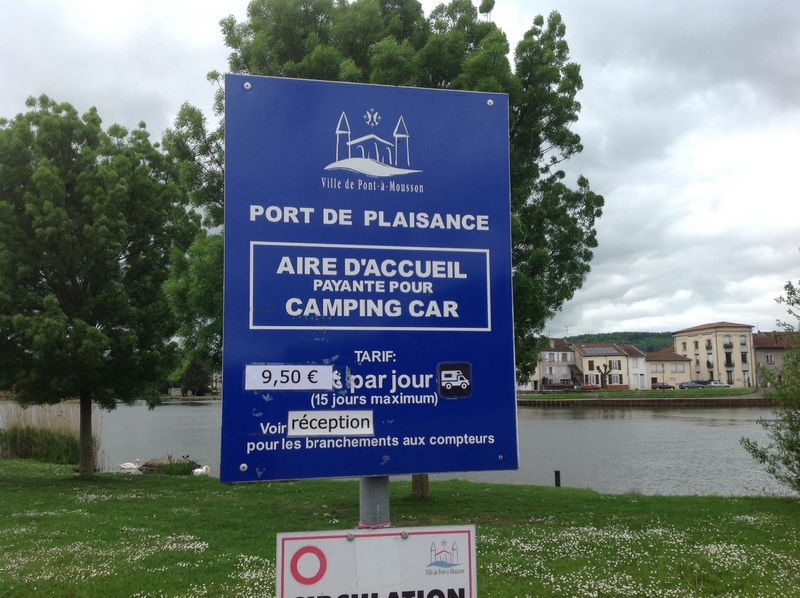 Ville de Pont-à-Mousson
PORT DE PLAISANCE
AIRE D'ACCUEIL
PAYANTE POUR
CAMPING CAR
TARIF:
9,50 € € par jour
(15 jours maximum)
Voir réception
pour les branchements aux compteurs
Ville de Pont-à-Mousson
CIRCULATION